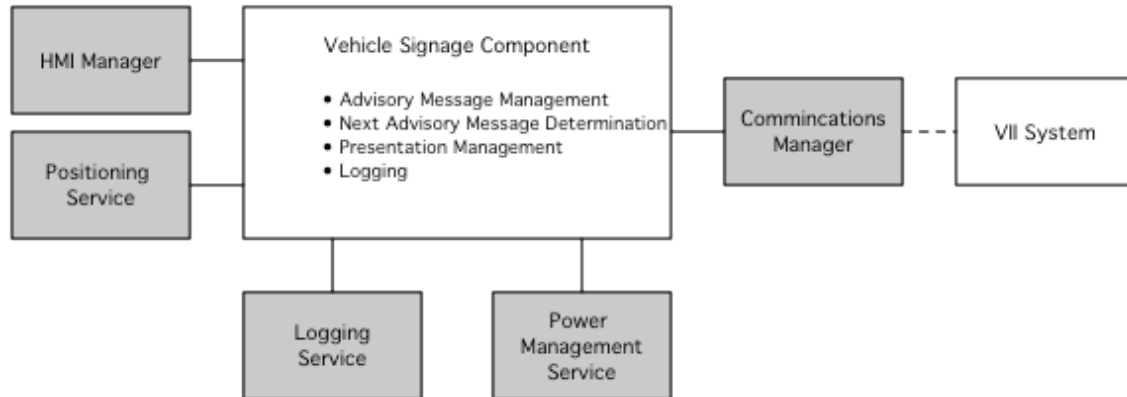 HMI Manager
Positioning
Service
Vehicle Signage Component
• Advisory Message Management
• Next Advisory Message Determination
• Presentation Management
• Logging
Commincations
Manager
VII System
Logging
Service
Power
Management
Service